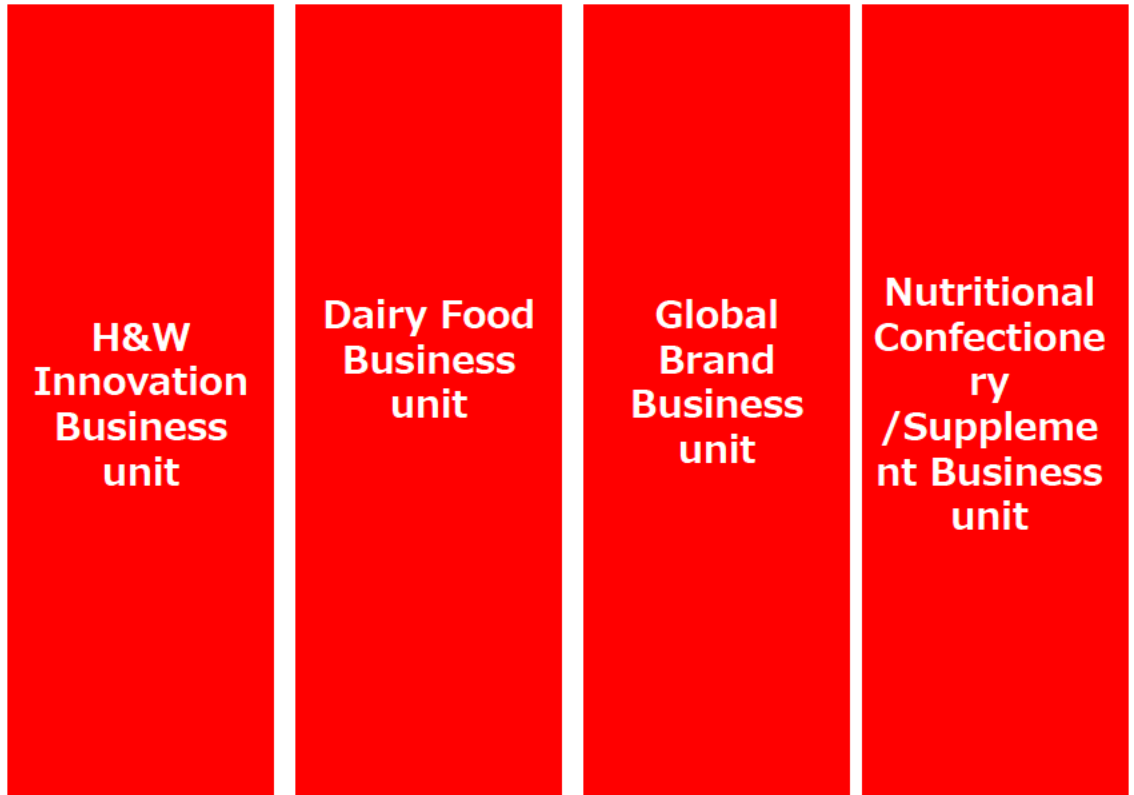 H&W
Innovation
Business
unit
Dairy Food
Business
unit
Global
Brand
Business
unit
Nutritional
Confectione
ry
/Suppleme
nt Business
unit